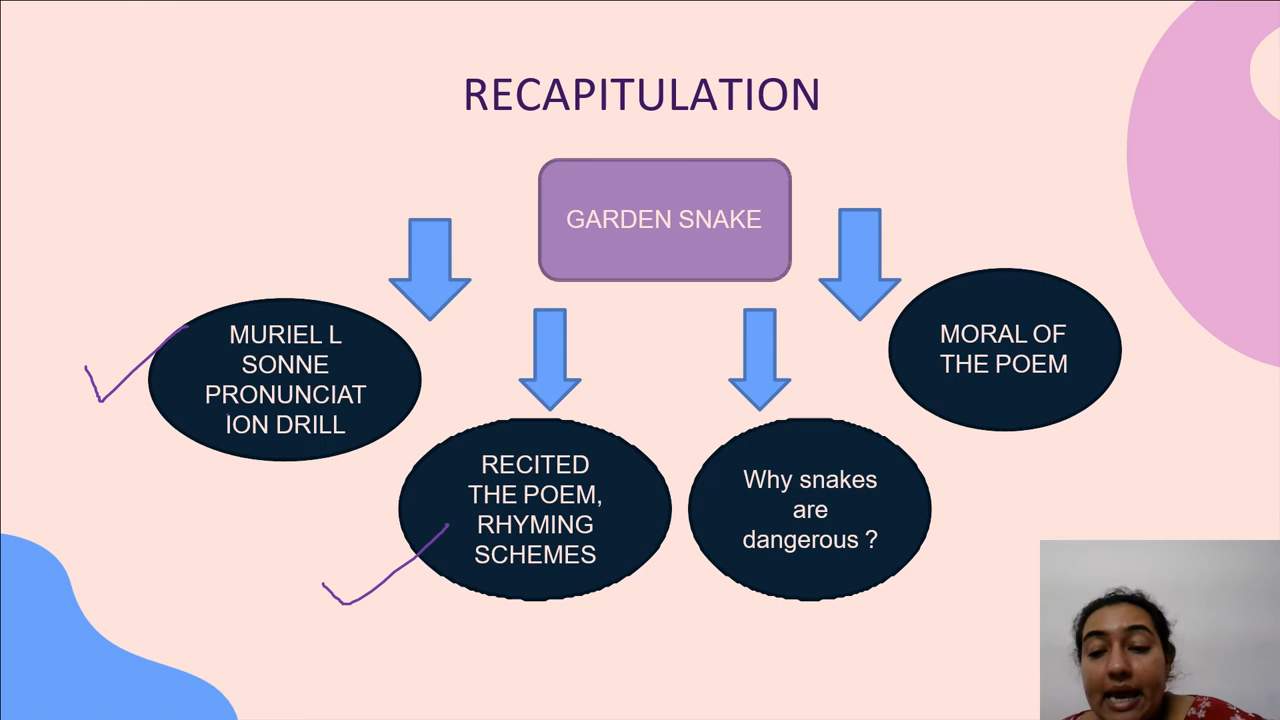 RECAPITULATION
GARDEN SNAKE
MURIEL L
SONNE
PRONUNCIAT
ION DRILL
RECITED
THE POEM,
RHYMING
SCHEMES
Why snakes
are
dangerous ?
MORAL OF
THE POEM